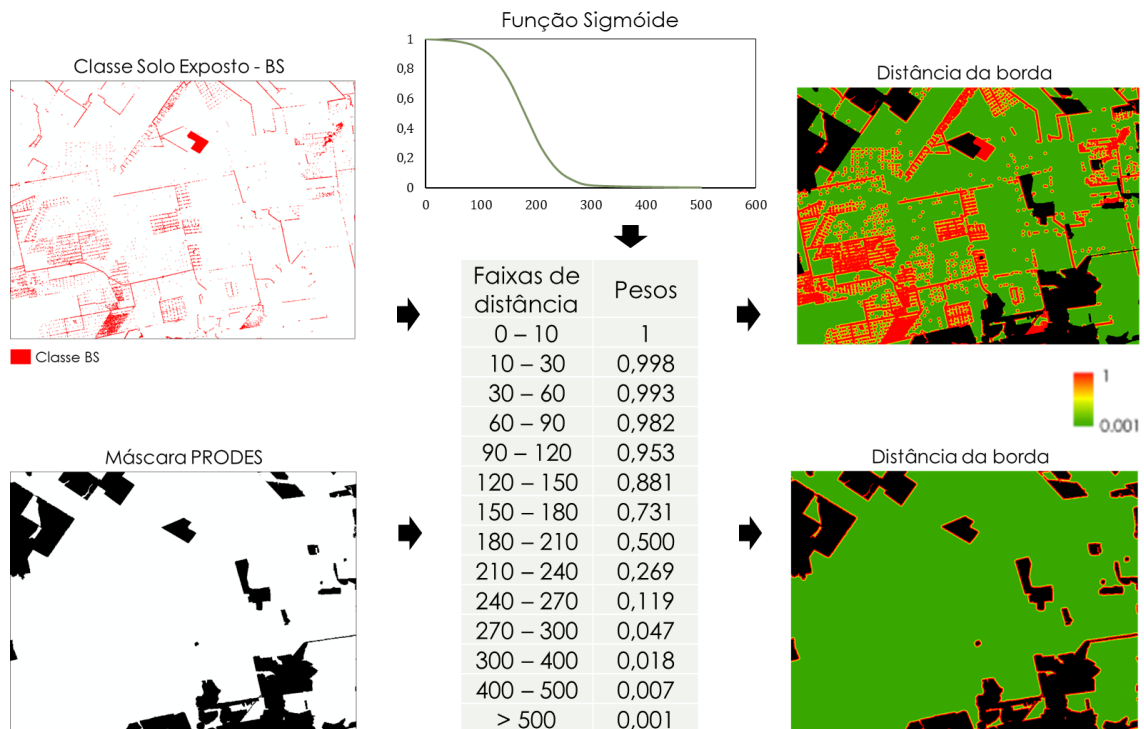 Função Sigmóide
1
0,8
0,6
0,4
0,2
0
0 100 200 300 400 500 600
Classe Solo Exposto - BS
Classe BS
Distância da borda
1
0.001
Faixas de distância Pesos
0 – 10 1
10 – 30 0,998
30 – 60 0,993
60 – 90 0,982
90 – 120 0,953
120 – 150 0,881
150 – 180 0,731
180 – 210 0,500
210 – 240 0,269
240 – 270 0,119
270 – 300 0,047
300 – 400 0,018
400 – 500 0,007
> 500 0,001
Máscara PRODES
Distância da borda